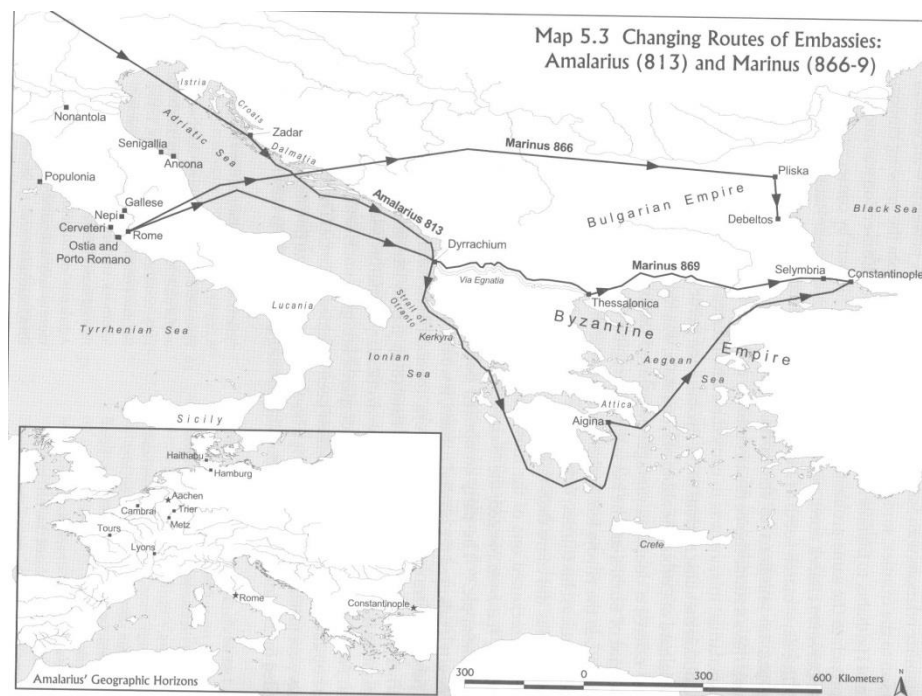 Map 5.3 Changing Routes of Embassies:
Amalarius (813) and Marinus (866-9)
Istria
Croats
Nonantola
Adriatic Sea
Zadar
Dalmatia
Senigallia
Ancona
Marinus 866
Pliska
Populonia
Gallese
Nepi
Cerveteri
Rome
Ostia and
Porto Romano
Amalarius 813
Bulgarian Empire
Debeltos
Black Sea
Dyrrachium
Via Egnatia
Marinus 869
Selymbria
Constantinople
Thessalonica
Lucania
Strait of
Otranto
Kerkyra
Byzantine
Empire
Tyrrhenian Sea
Ionian
Sea
Aegean
Sea
Attica
Aigina
Sicily
Crete
Haithabu
Hamburg
Aachen
Cambrai
Trier
Metz
Tours
Lyons
Rome
Constantinople
Amalarius' Geographic Horizons
300 0 300 600 Kilometers
N